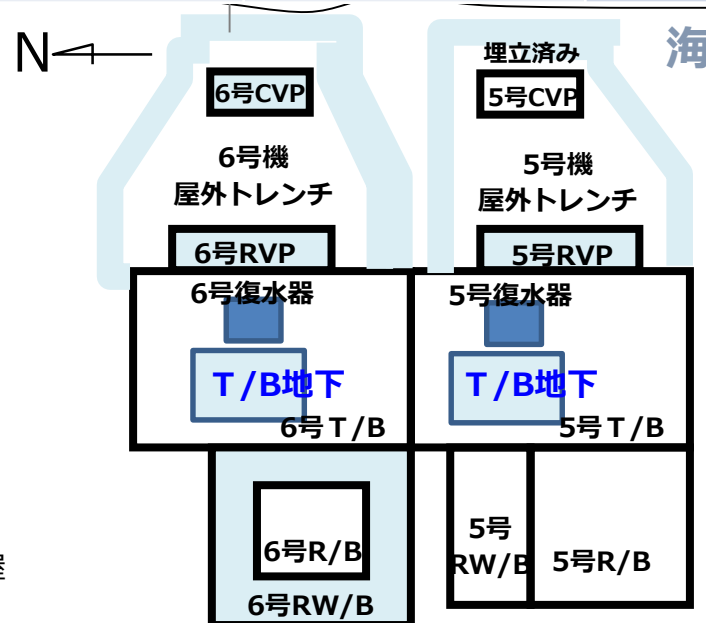 N
海
埋立済み
6号CVP
5号CVP
6号機
屋外トレンチ
5号機
屋外トレンチ
6号RVP
5号RVP
6号復水器
5号復水器
T/B地下
T/B地下
6号T/B
5号T/B
6号R/B
6号RW/B
5号
RW/B
5号R/B